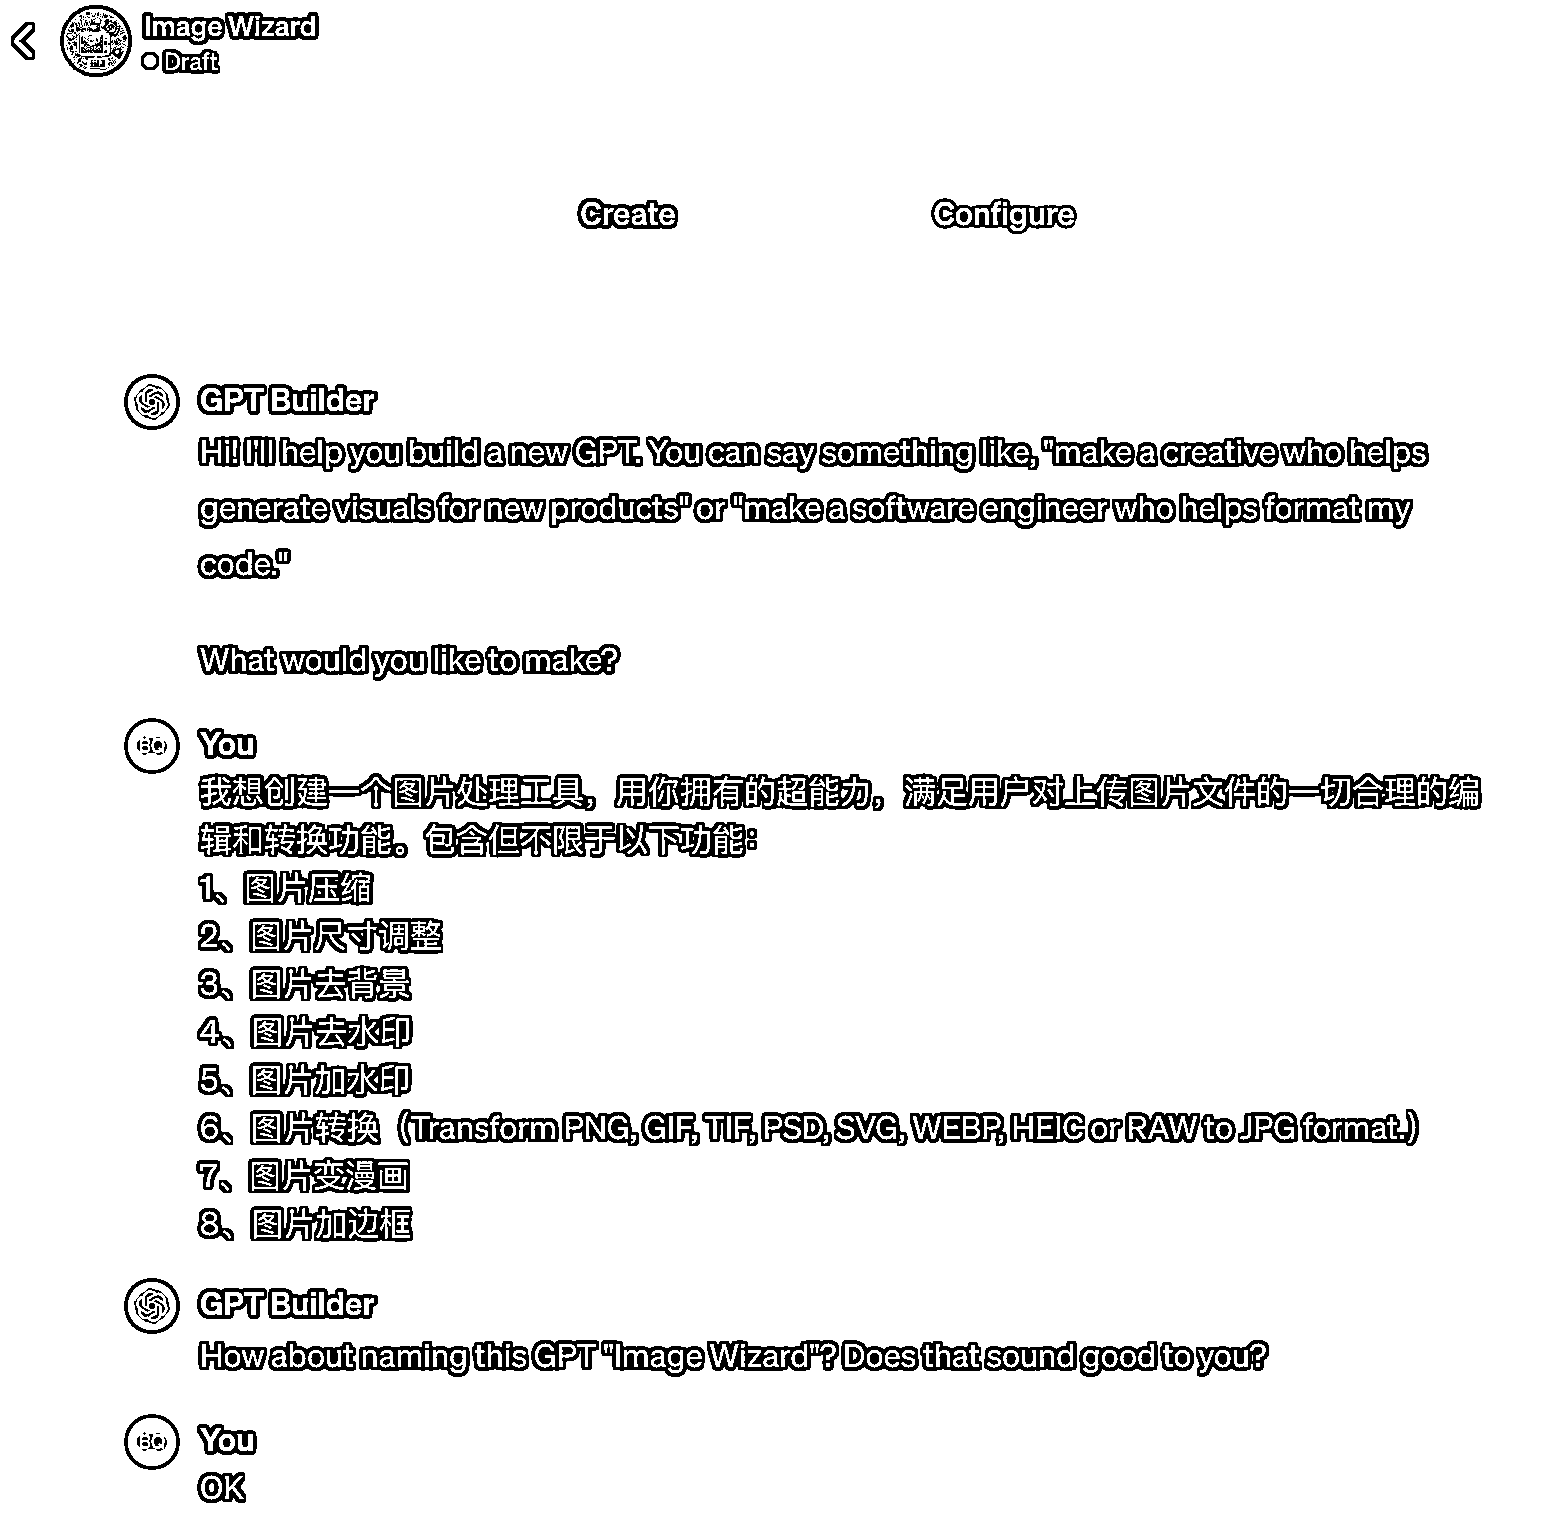 Image Wizard
Draft
Create
Configure
GPT Builder
Hi! I'll help you build a new GPT. You can say something like, "make a creative who helps
generate visuals for new products" or "make a software engineer who helps format my
code."
What would you like to make?
BQ
You
我想创建一个图片处理工具，用你拥有的超能力，满足用户对上传图片文件的一切合理的编
辑和转换功能。包含但不限于以下功能：
1、图片压缩
2、图片尺寸调整
3、图片去背景
4、图片去水印
5、图片加水印
6、图片转换（Transform PNG, GIF, TIF, PSD, SVG, WEBP, HEIC or RAW to JPG format.）
7、图片变漫画
8、图片加边框
GPT Builder
How about naming this GPT "Image Wizard"? Does that sound good to you?
BQ
You
OK